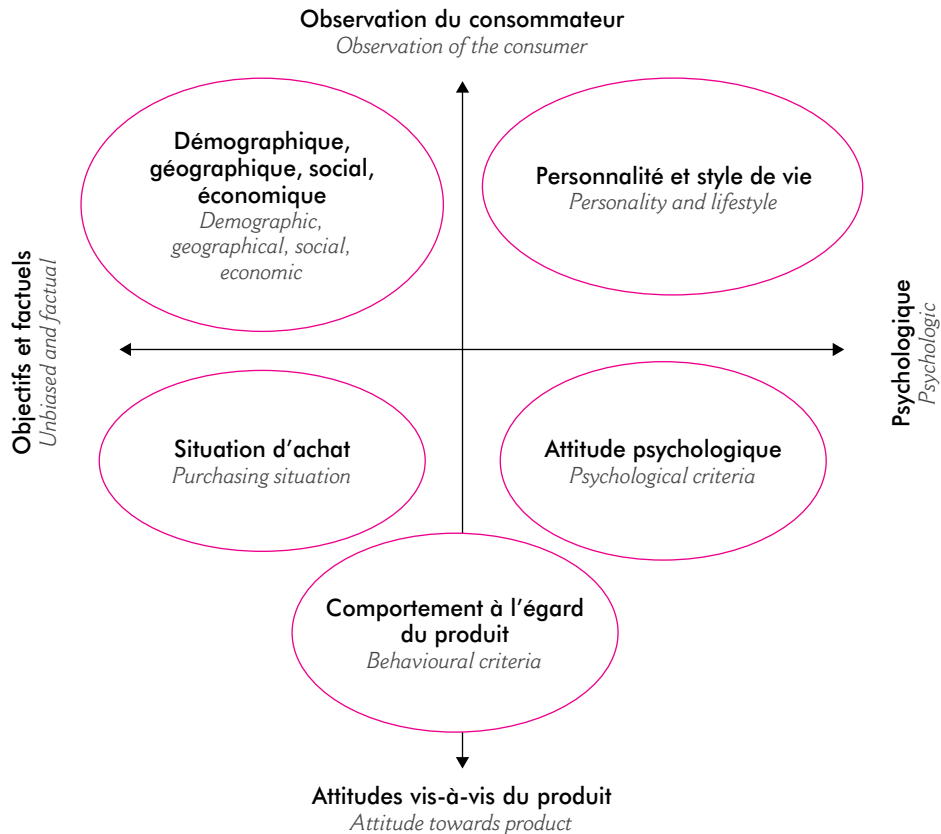 Observation du consommateur
Observation of the consumer
Démographique,
géographique, social,
économique
Demographic,
geographical, social,
economic
Personnalité et style de vie
Personality and lifestyle
Objectifs et factuels
Unbiased and factual
Psychologique
Psychologic
Situation d'achat
Purchasing situation
Attitude psychologique
Psychological criteria
Comportement à l'égard
du produit
Behavioural criteria
Attitudes vis-à-vis du produit
Attitude towards product